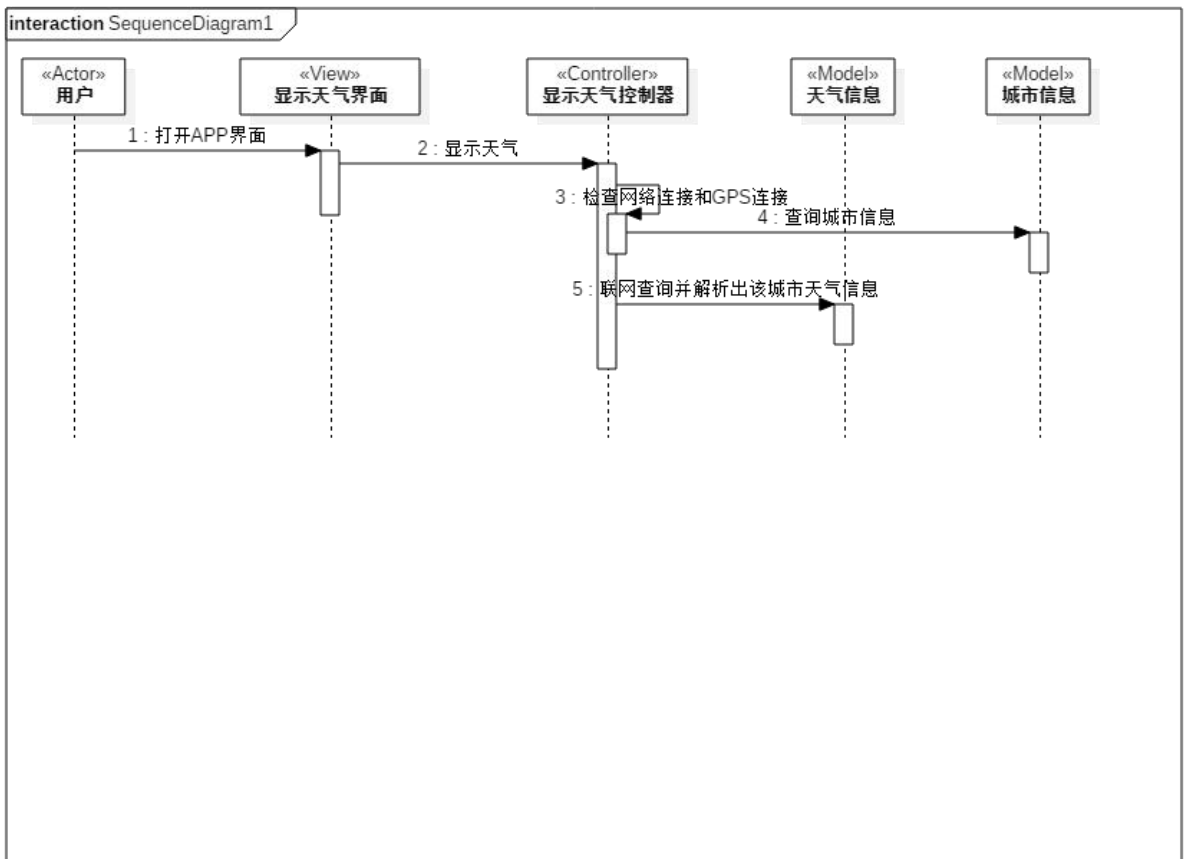 interaction SequenceDiagram1
«Actor»
用户
«View»
显示天气界面
«Controller»
显示天气控制器
«Model»
天气信息
«Model»
城市信息
1 : 打开APP界面
2 : 显示天气
3 : 检查网络连接和GPS连接
4 : 查询城市信息
5 : 联网查询并解析出该城市天气信息